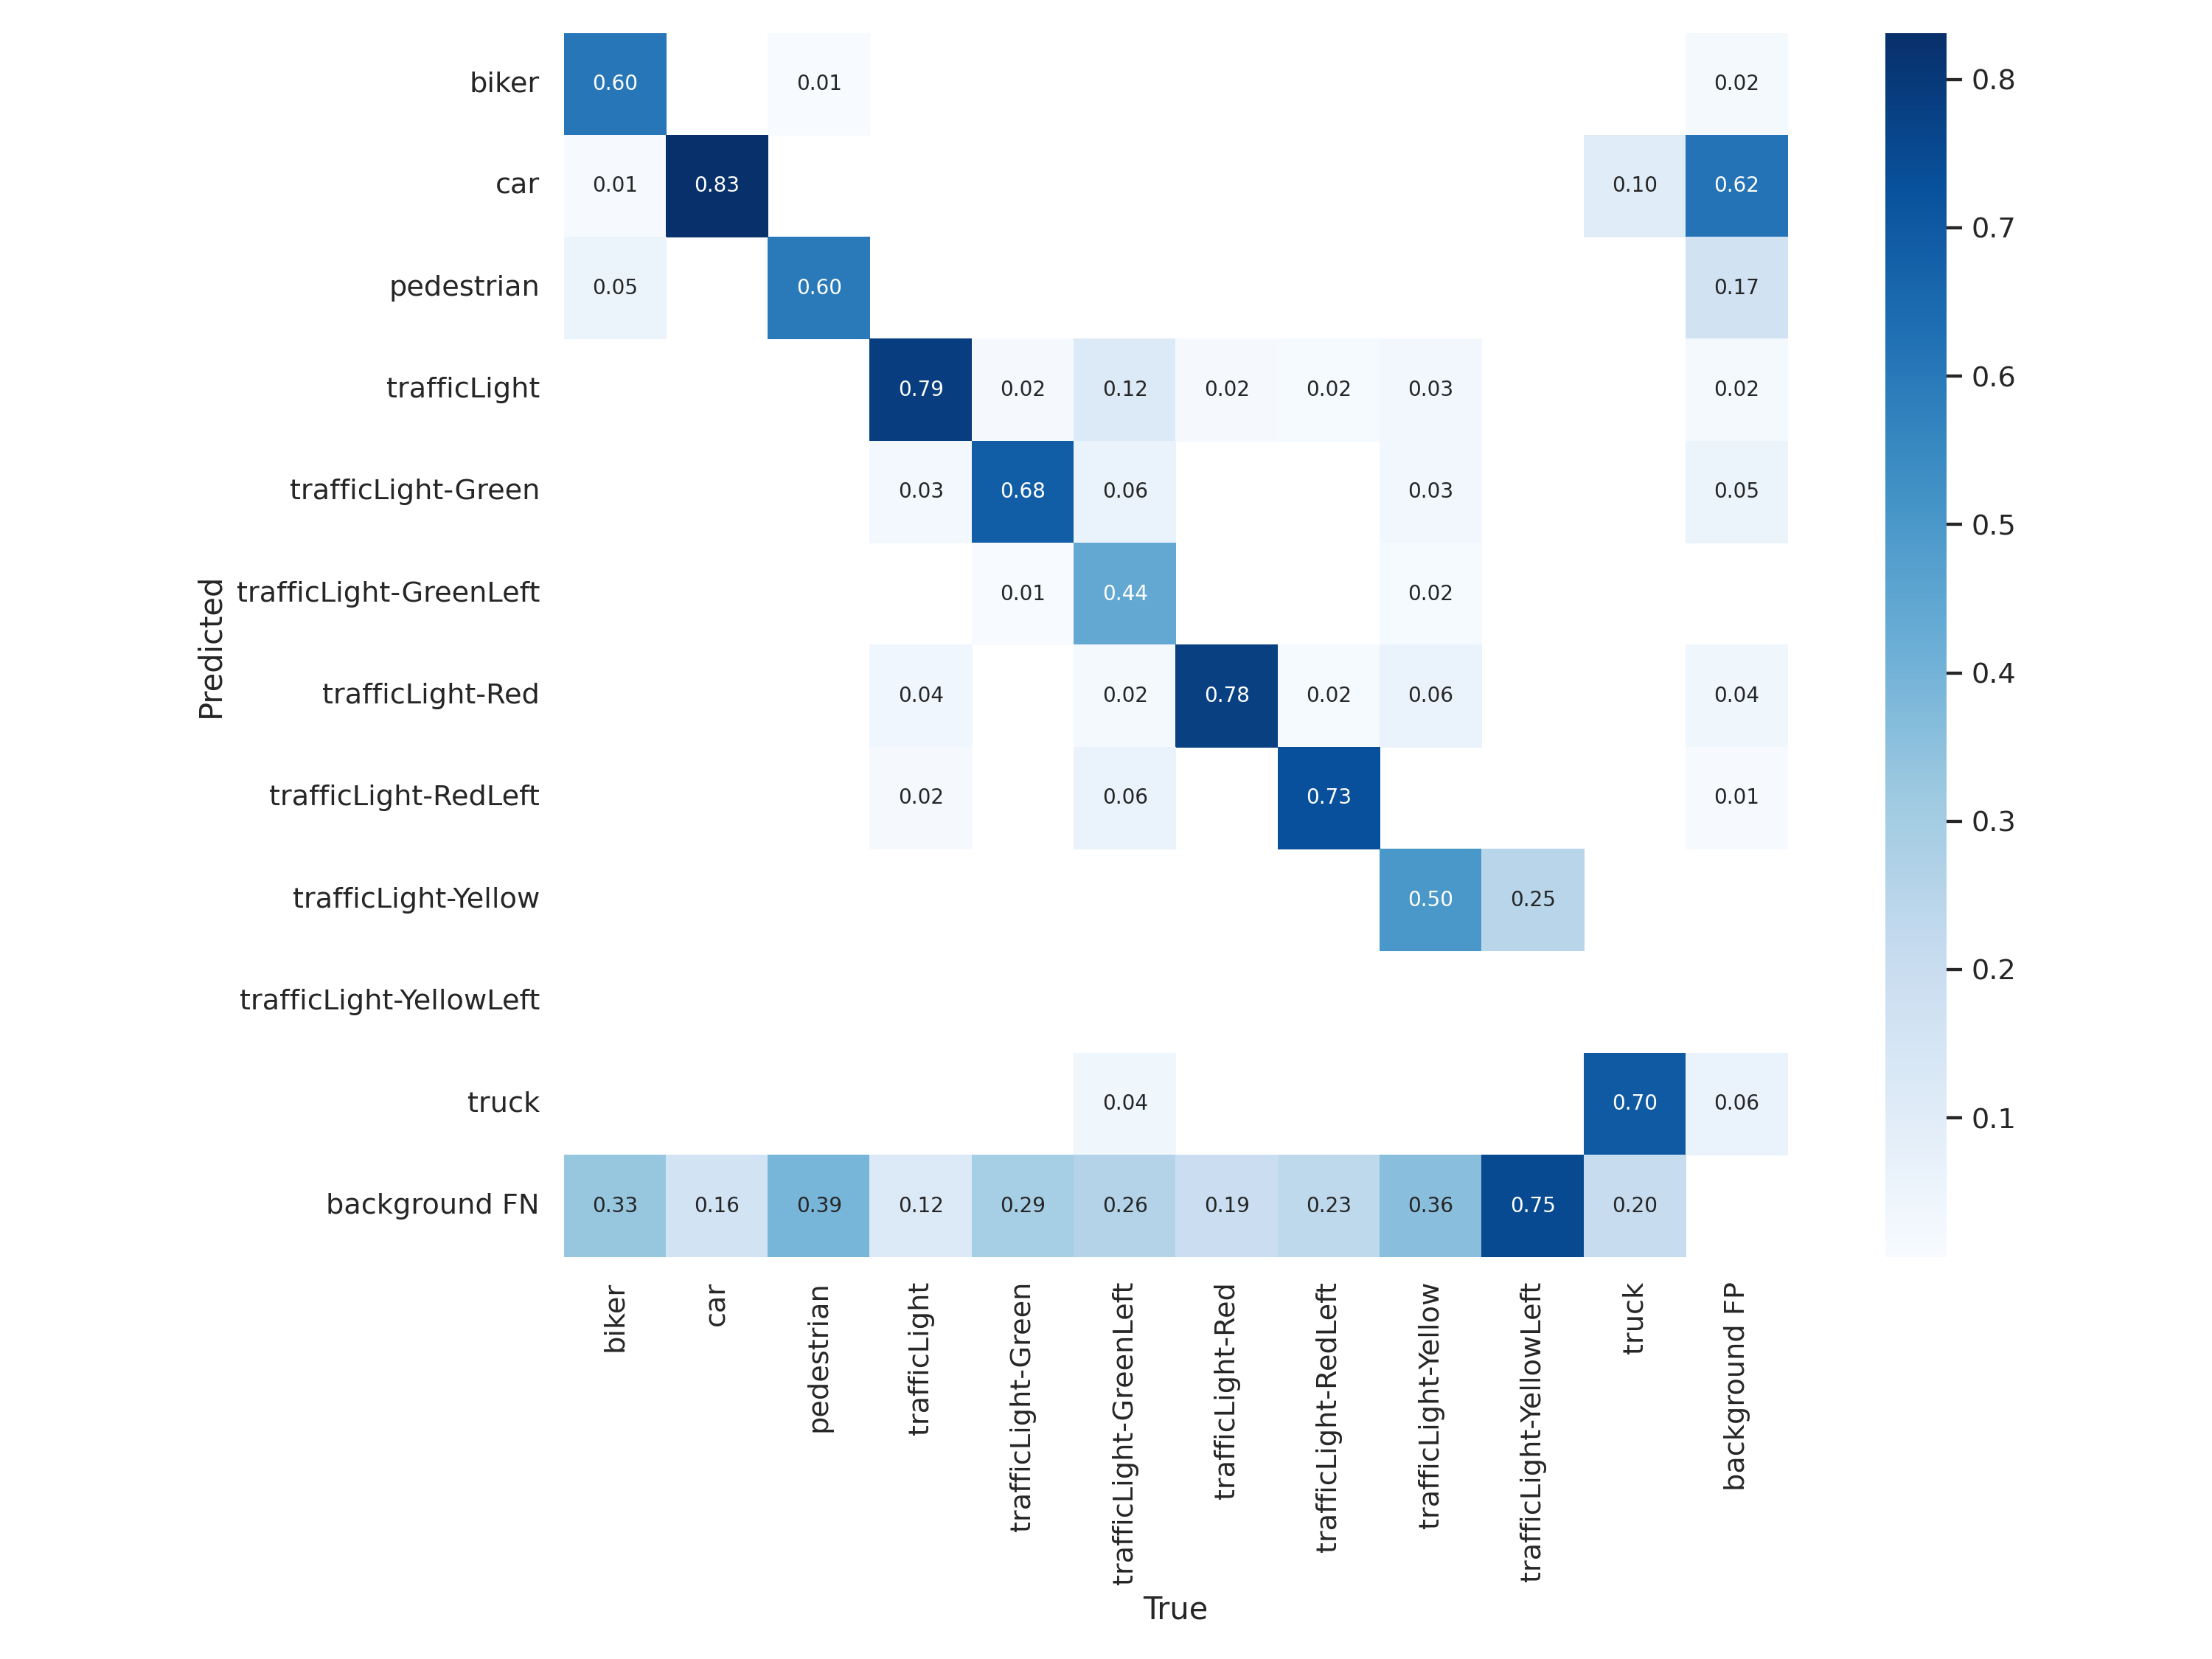 biker 0.60 0.01 0.02
car 0.01 0.83 0.10 0.62
pedestrian 0.05 0.60 0.17
trafficLight 0.79 0.02 0.12 0.02 0.02 0.03 0.02
trafficLight-Green 0.03 0.68 0.06 0.03 0.05
trafficLight-GreenLeft 0.01 0.44 0.02
trafficLight-Red 0.04 0.02 0.78 0.02 0.06 0.04
trafficLight-RedLeft 0.02 0.06 0.73 0.01
trafficLight-Yellow 0.50 0.25
trafficLight-YellowLeft
truck 0.04 0.70 0.06
background FN 0.33 0.16 0.39 0.12 0.29 0.26 0.19 0.23 0.36 0.75 0.20
Predicted
biker
car
pedestrian
trafficLight
trafficLight-Green
trafficLight-GreenLeft
trafficLight-Red
trafficLight-RedLeft
trafficLight-Yellow
trafficLight-YellowLeft
truck
background FP
True
0.8
0.7
0.6
0.5
0.4
0.3
0.2
0.1